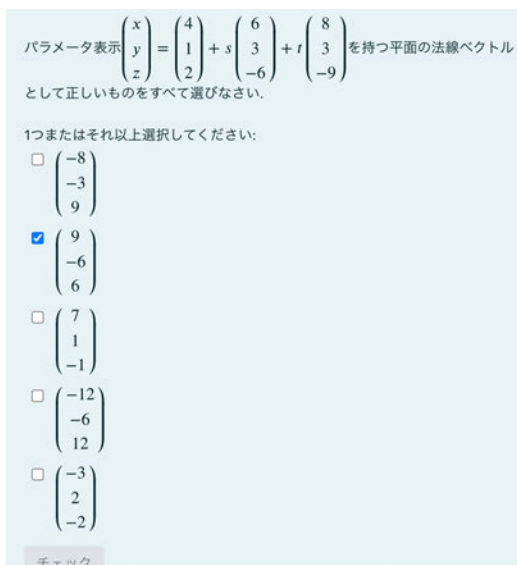 パラメータ表示(x y z) = (4 1 2) + s(6 3 −6) + t(8 3 −9)を持つ平面の法線ベクトル
として正しいものをすべて選びなさい.
1つまたはそれ以上選択してください:
(−8 −3 9)
(9 −6 6)
(7 1 −1)
(−12 −6 12)
(−3 2 −2)
チェック